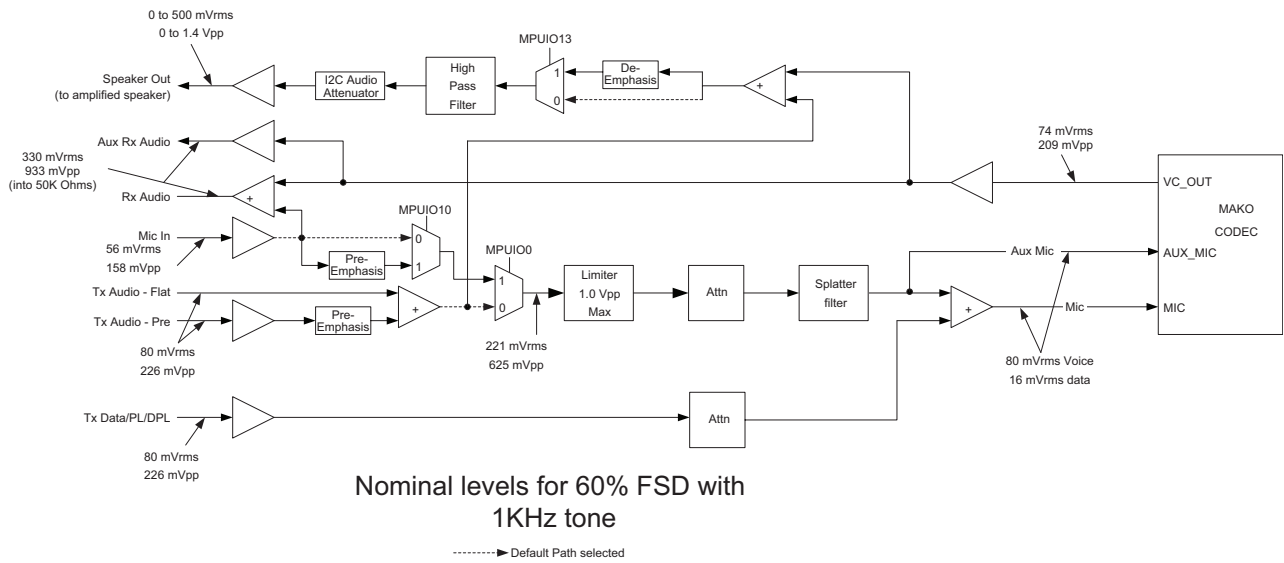 0 to 500 mVrms
0 to 1.4 Vpp
MPUIO13
Speaker Out
(to amplified speaker)
I2C Audio
Attenuator
High
Pass
Filter
1
0
De-
Emphasis
+
Aux Rx Audio
330 mVrms
933 mVpp
(into 50K Ohms)
Rx Audio
+
74 mVrms
209 mVpp
VC_OUT
MAKO
CODEC
AUX_MIC
MIC
Mic In
56 mVrms
158 mVpp
MPUIO10
0
1
Pre-
Emphasis
MPUIO0
1
0
Tx Audio - Flat
Tx Audio - Pre
80 mVrms
226 mVpp
Pre-
Emphasis
+
221 mVrms
625 mVpp
Limiter
1.0 Vpp
Max
Attn
Splatter
filter
Aux Mic
+
Mic
80 mVrms Voice
16 mVrms data
Tx Data/PL/DPL
80 mVrms
226 mVpp
Attn
Nominal levels for 60% FSD with
1KHz tone
Default Path selected